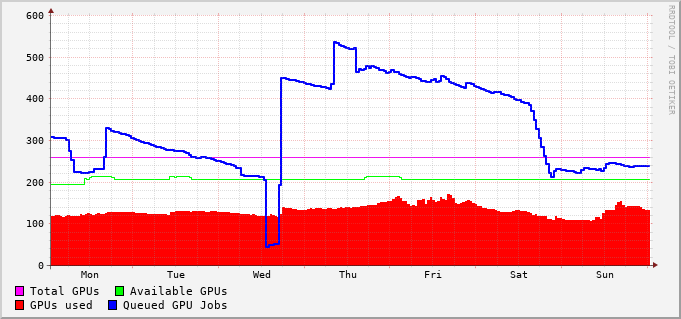 600
500
400
300
200
100
0
Mon Tue Wed Thu Fri Sat Sun
Total GPUs Available GPUs
GPUs used Queued GPU Jobs
RRDTOOL / TOBI OETIKER